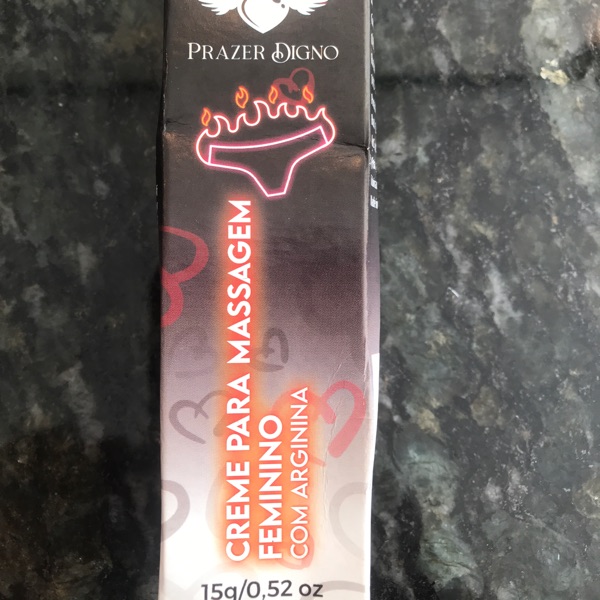 PRAZER DIGNO
CREME PARA MASSAGEM
FEMININO
COM ARGININA
15g/0,52 oz